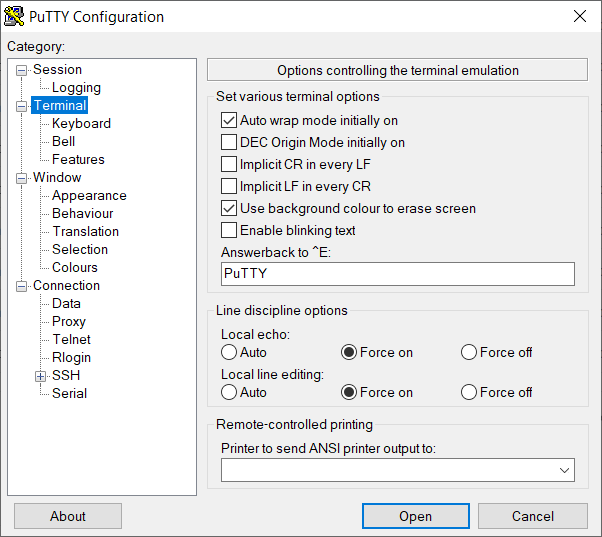 PuTTY Configuration
Category:
Session
Logging
Terminal
Keyboard
Bell
Features
Window
Appearance
Behaviour
Translation
Selection
Colours
Connection
Data
Proxy
Telnet
Rlogin
SSH
Serial
Options controlling the terminal emulation
Set various terminal options
Auto wrap mode initially on
DEC Origin Mode initially on
Implicit CR in every LF
Implicit LF in every CR
Use background colour to erase screen
Enable blinking text
Answerback to ^E:
PuTTY
Line discipline options
Local echo:
Auto Force on Force off
Local line editing:
Auto Force on Force off
Remote-controlled printing
Printer to send ANSI printer output to:
About Open Cancel